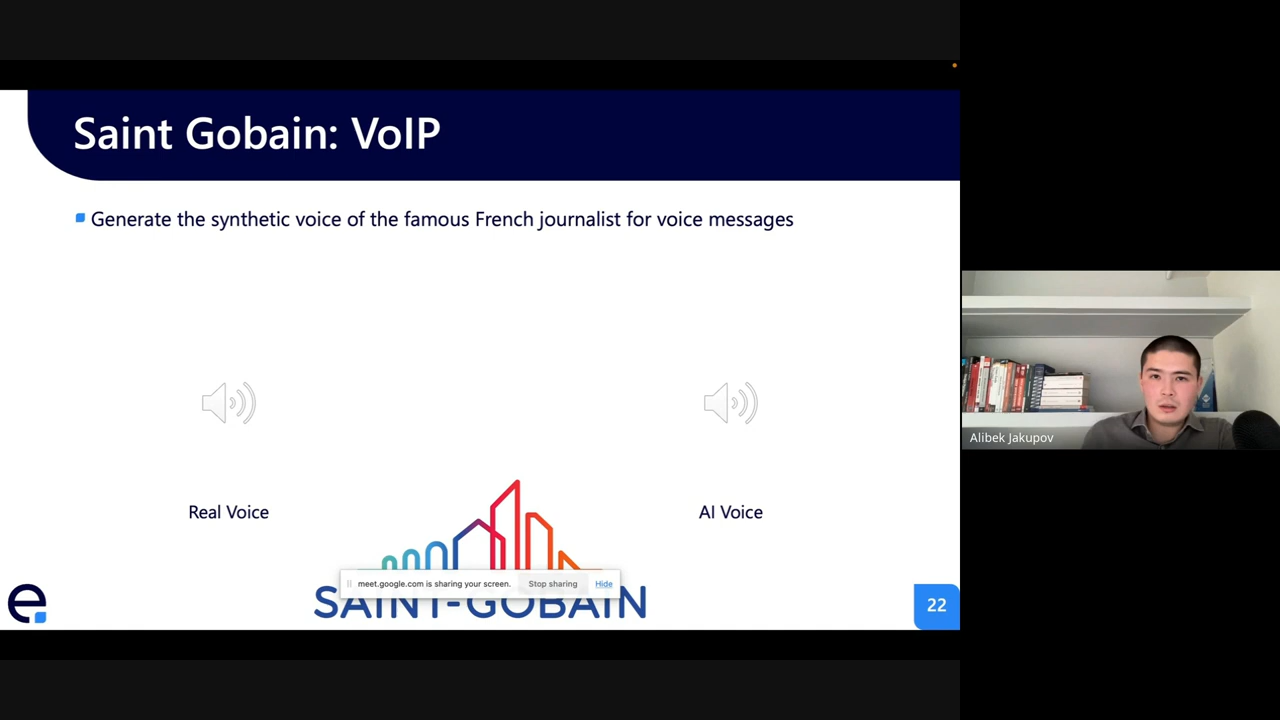 Saint Gobain: VoIP
Generate the synthetic voice of the famous French journalist for voice messages
Real Voice
AI Voice
meet.google.com is sharing your screen. Stop sharing Hide
SAINT-GOBAIN
e
22
Alibek Jakupov